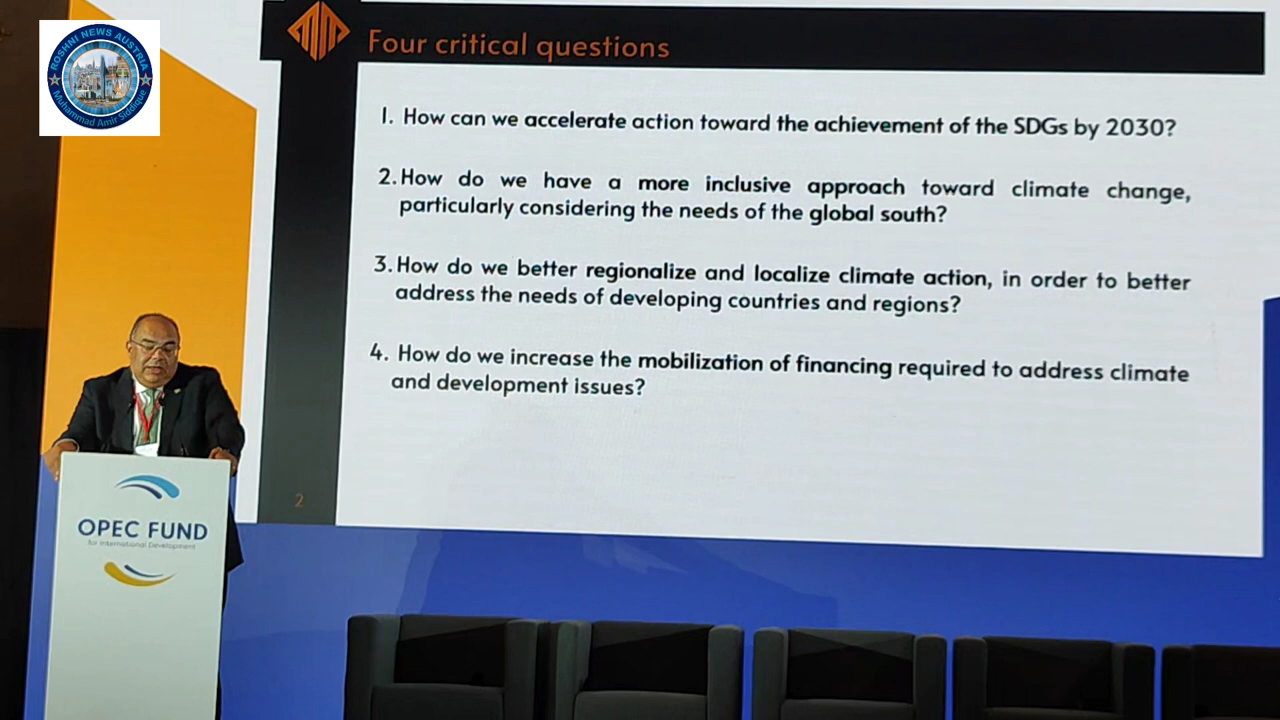 ROSHNI NEWS AUSTRIA
Muhammad Amir Siddique
Four critical questions
1. How can we accelerate action toward the achievement of the SDGs by 2030?
2. How do we have a more inclusive approach toward climate change,
particularly considering the needs of the global south?
3. How do we better regionalize and localize climate action, in order to better
address the needs of developing countries and regions?
4. How do we increase the mobilization of financing required to address climate
and development issues?
2
OPEC FUND
for International Development